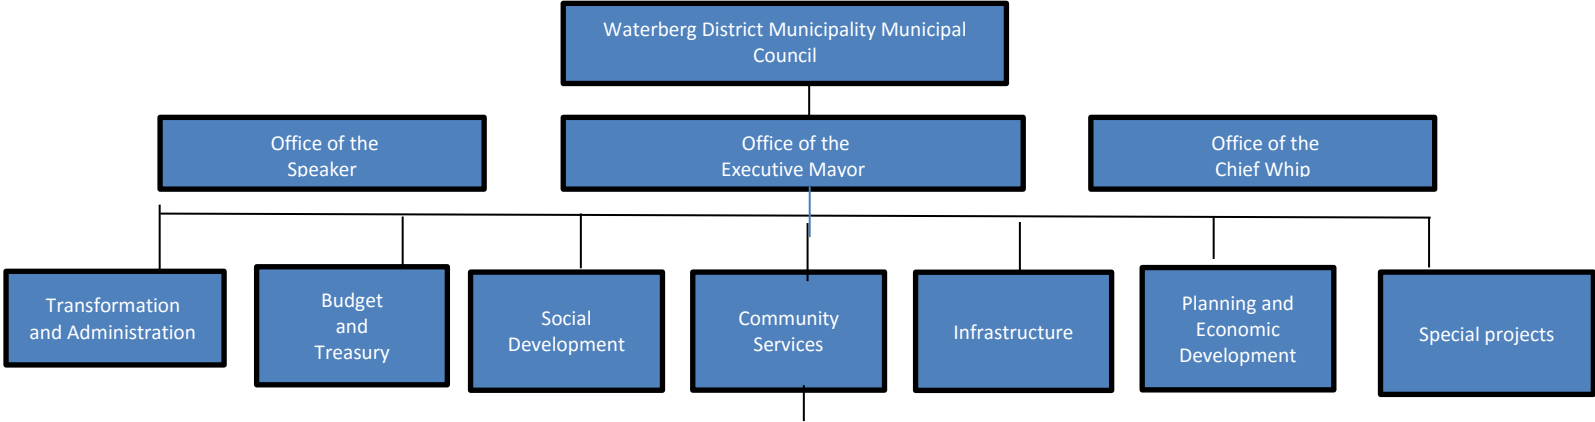 Waterberg District Municipality Municipal
Council
Office of the
Speaker
Office of the
Executive Mayor
Office of the
Chief Whip
Transformation
and Administration
Budget
and
Treasury
Social
Development
Community
Services
Infrastructure
Planning and
Economic
Development
Special projects